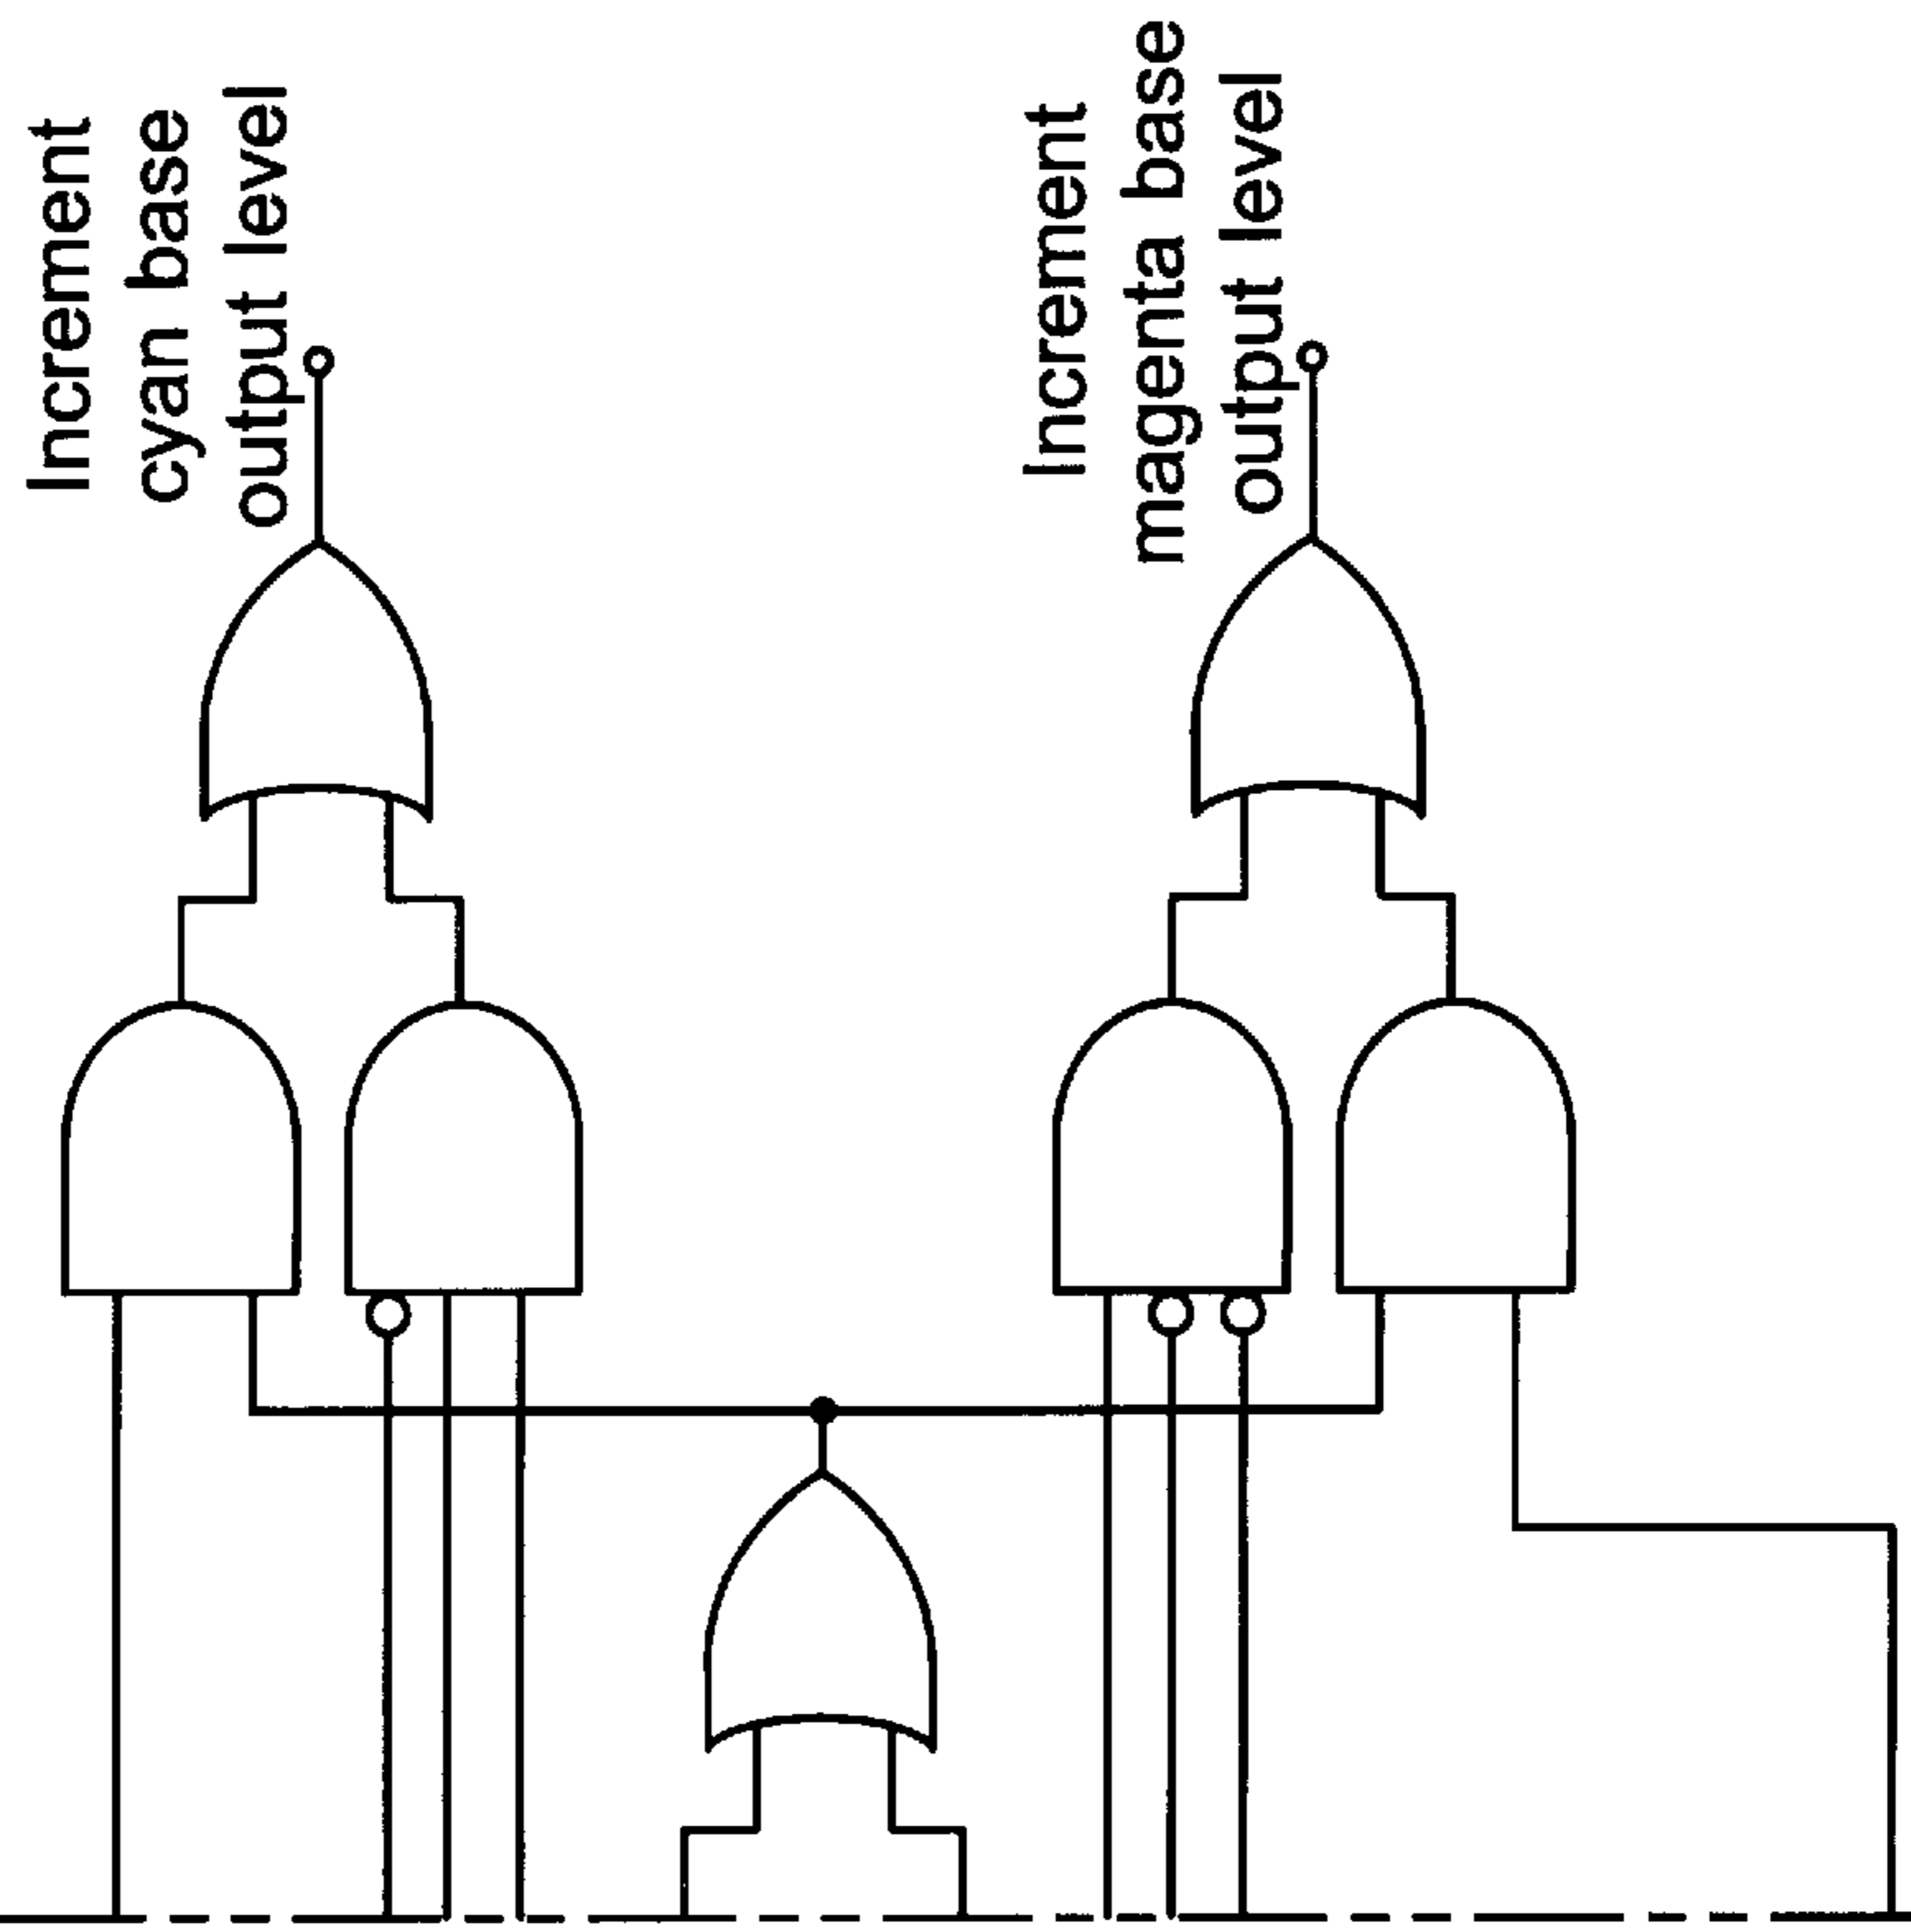 Increment
cyan base
output level
Increment
magenta base
output level